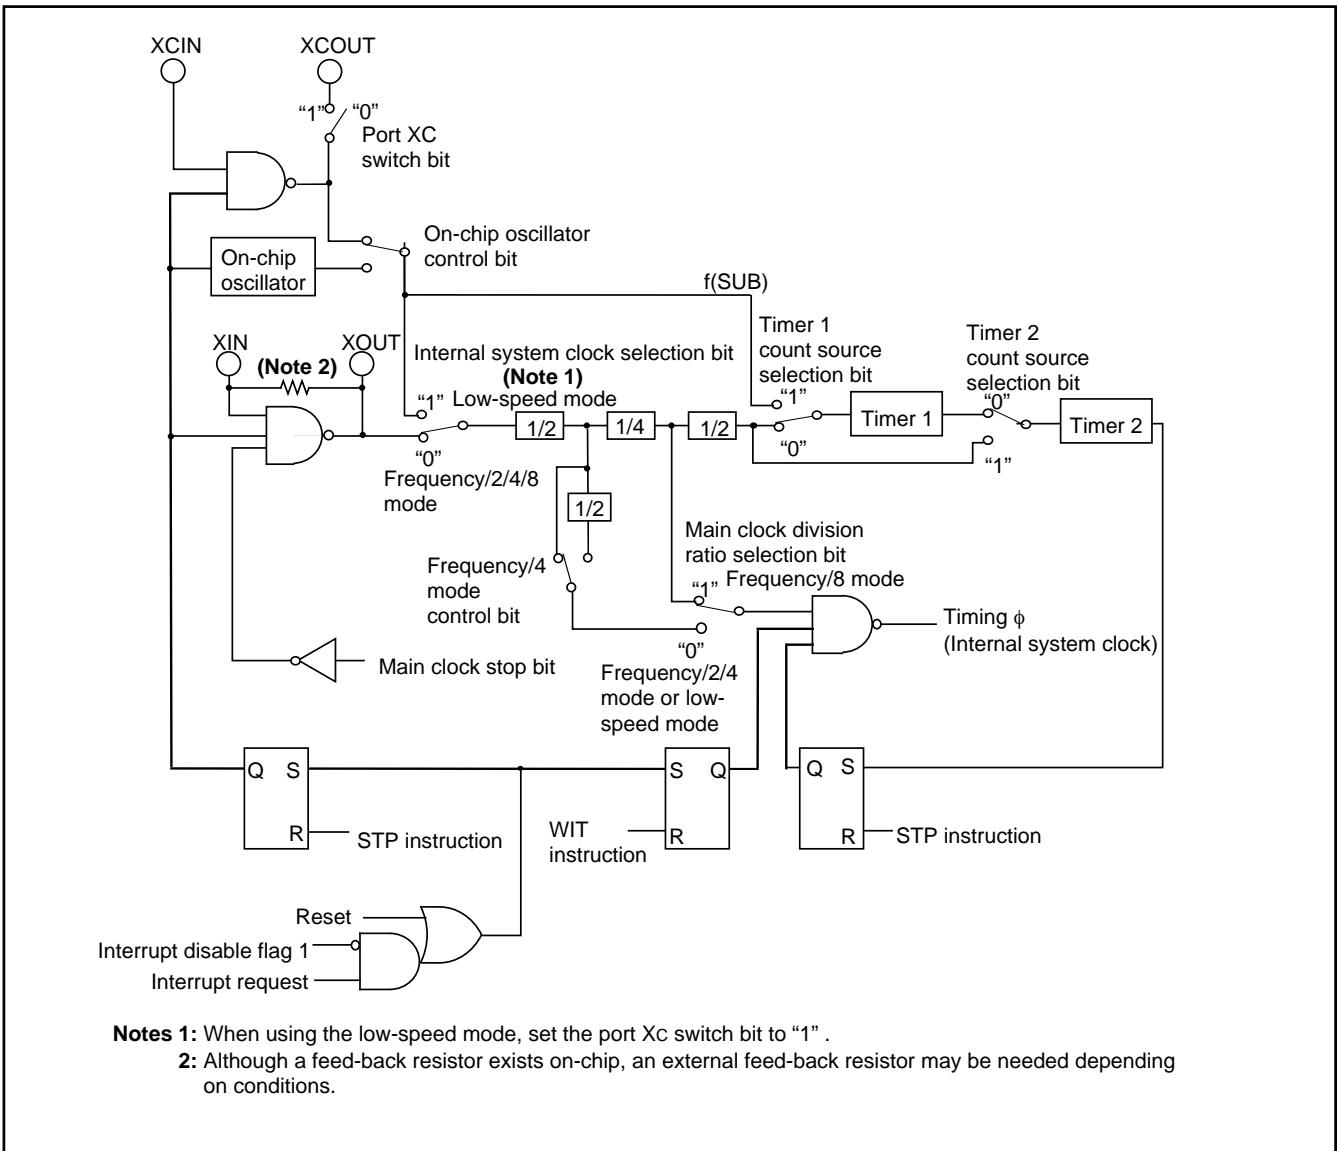 XCIN
XCOUT
“1”
“0”
Port XC
switch bit
On-chip oscillator
control bit
On-chip
oscillator
f(SUB)
XIN
(Note 2)
XOUT
Internal system clock selection bit
(Note 1)
“1”
Low-speed mode
Timer 1
count source
selection bit
“1”
Timer 2
count source
selection bit
“0”
1/2
1/4
1/2
Timer 1
Timer 2
“0”
“0”
“1”
Frequency/2/4/8
mode
1/2
Frequency/4
mode
control bit
Main clock division
ratio selection bit
“1”
Frequency/8 mode
“0”
Frequency/2/4
mode or low-
speed mode
Timing ϕ
(Internal system clock)
Main clock stop bit
Q
S
R
STP instruction
S
Q
R
WIT
instruction
Q
S
R
STP instruction
Reset
Interrupt disable flag 1
Interrupt request
Notes 1: When using the low-speed mode, set the port XC switch bit to “1” .
2: Although a feed-back resistor exists on-chip, an external feed-back resistor may be needed depending
on conditions.